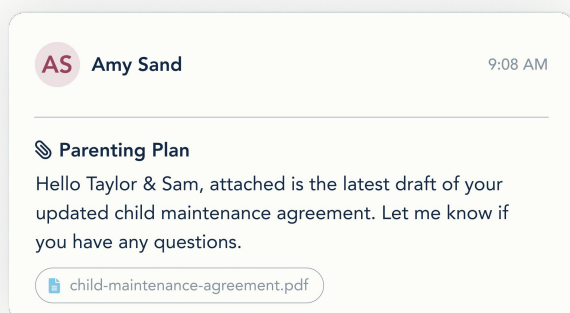 AS Amy Sand 9:08 AM
Parenting Plan
Hello Taylor & Sam, attached is the latest draft of your
updated child maintenance agreement. Let me know if
you have any questions.
child-maintenance-agreement.pdf